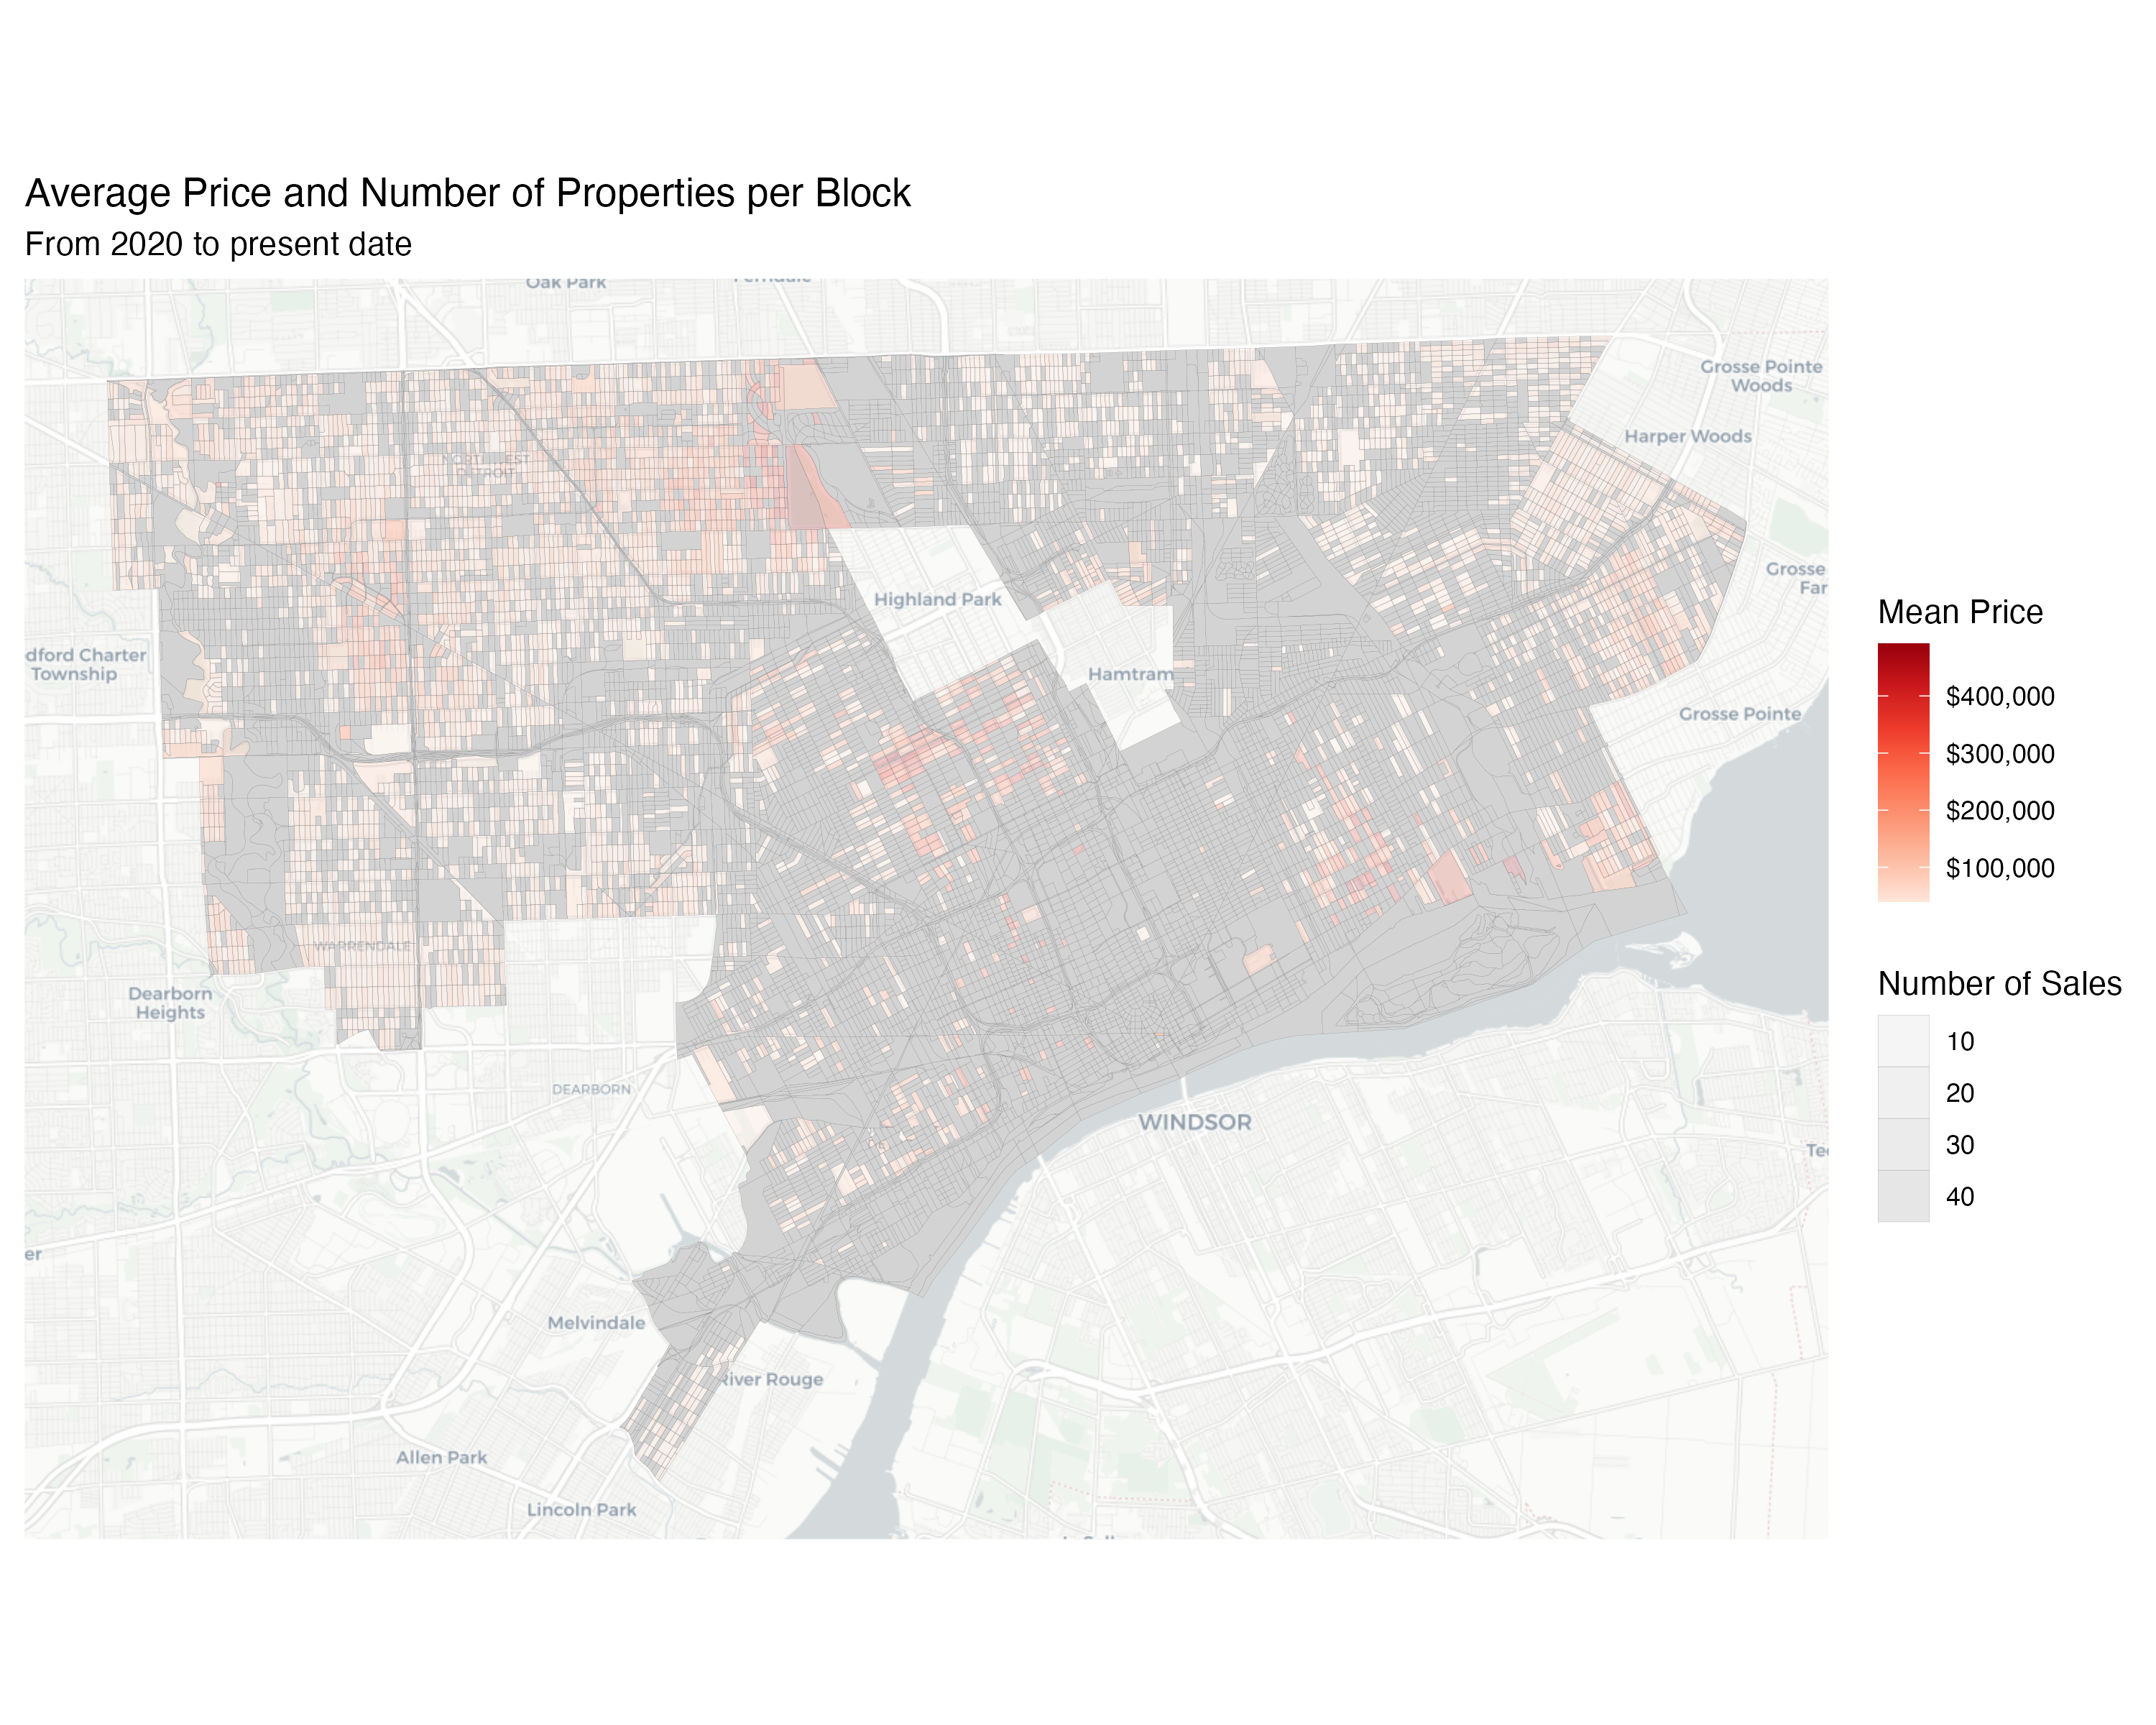 Average Price and Number of Properties per Block
From 2020 to present date
Oak Park
Ferndale
Grosse Pointe
Woods
Harper Woods
Grosse
Far
Highland Park
Hamtram
dford Charter
Township
Grosse Pointe
WARRENDALE
Dearborn
Heights
DEARBORN
WINDSOR
Tec
er
Melvindale
River Rouge
Allen Park
Lincoln Park
Mean Price
$400,000
$300,000
$200,000
$100,000
Number of Sales
10
20
30
40